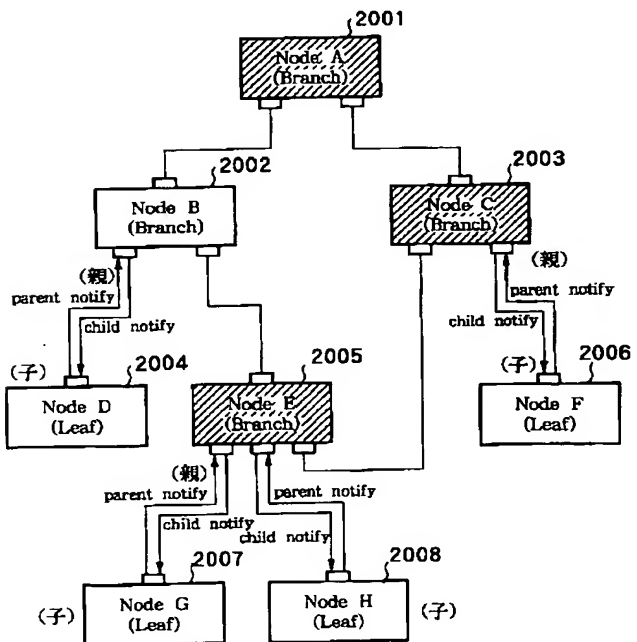 2001
Node A
(Branch)
2002
2003
Node B
(Branch)
Node C
(Branch)
(親)
(親)
parent notify
parent notify
child notify
child notify
(子)
2004
2005
(子)
2006
Node D
(Leaf)
Node E
(Branch)
Node F
(Leaf)
(親)
parent notify
parent notify
child notify
child notify
2007
2008
(子)
Node G
(Leaf)
Node H
(Leaf)
(子)